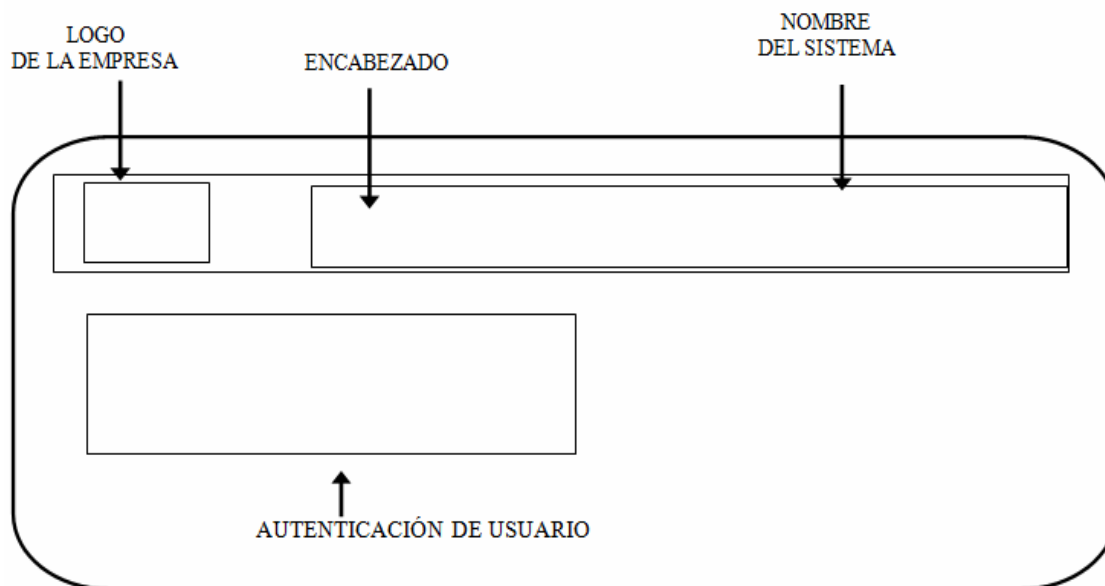 LOGO
DE LA EMPRESA
ENCABEZADO
NOMBRE
DEL SISTEMA
AUTENTICACIÓN DE USUARIO